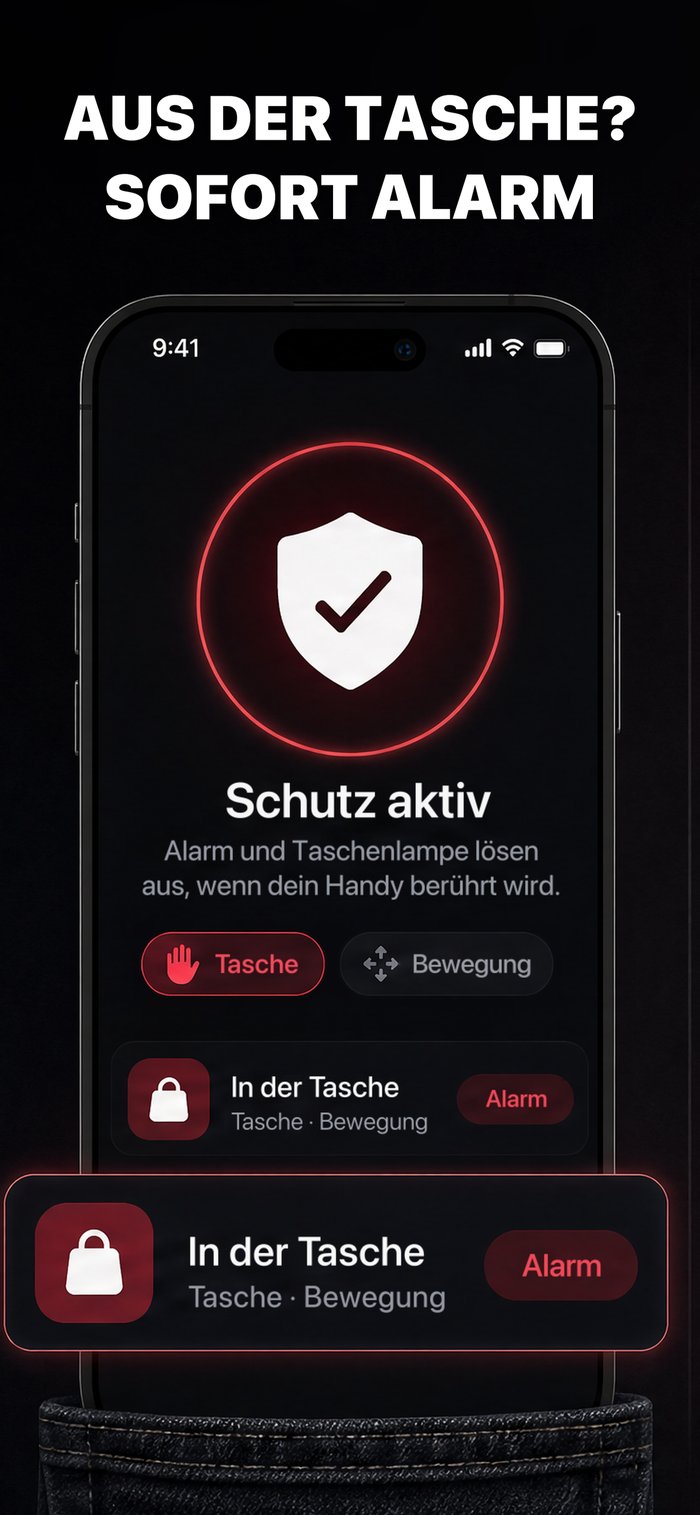 AUS DER TASCHE?
SOFORT ALARM
9:41
Schutz aktiv
Alarm und Taschenlampe lösen
aus, wenn dein Handy berührt wird.
Tasche
Bewegung
In der Tasche
Alarm
Tasche · Bewegung
In der Tasche
Alarm
Tasche · Bewegung